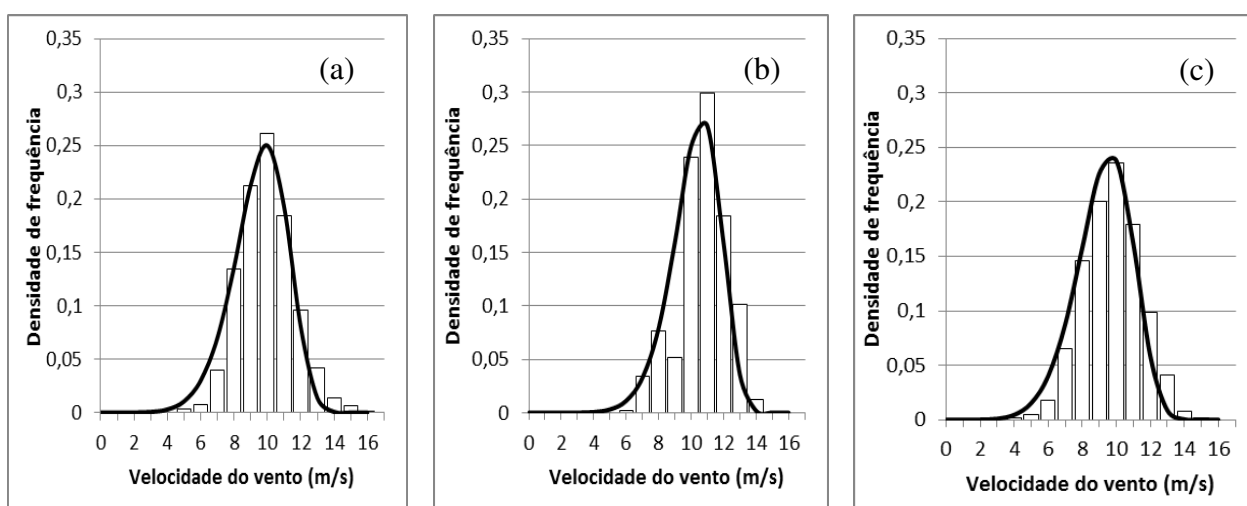 (a)
Densidade de frequência
0,35
0,3
0,25
0,2
0,15
0,1
0,05
0
0 2 4 6 8 10 12 14 16
Velocidade do vento (m/s)
(b)
Densidade de frequência
0,35
0,3
0,25
0,2
0,15
0,1
0,05
0
0 2 4 6 8 10 12 14 16
Velocidade do vento (m/s)
(c)
Densidade de frequência
0,35
0,3
0,25
0,2
0,15
0,1
0,05
0
0 2 4 6 8 10 12 14 16
Velocidade do vento (m/s)